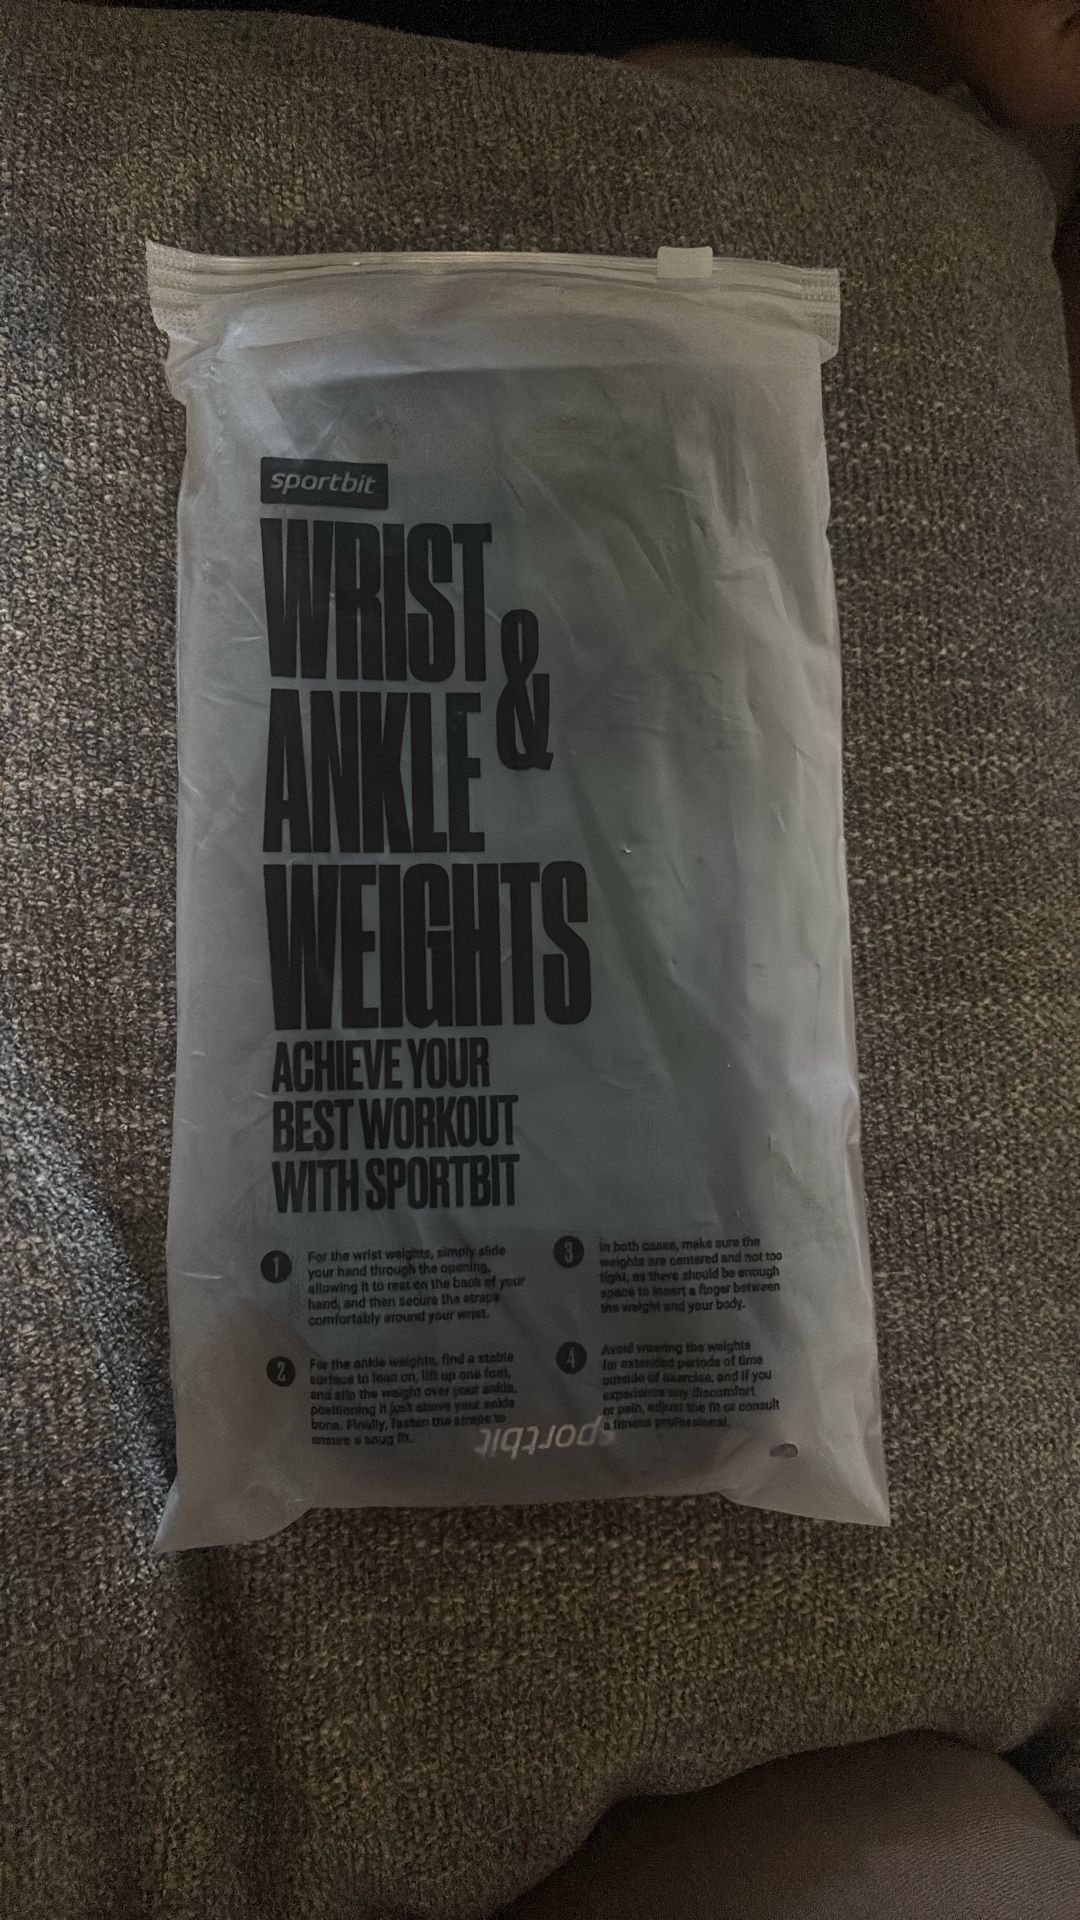 sportbit
WRIST
&
ANKLE
WEIGHTS
ACHIEVE YOUR
BEST WORKOUT
WITH SPORTBIT
1
For the wrist weights, simply slide
your hand through the opening,
allowing it to rest on the back of your
hand, and then secure the straps
comfortably around your wrist.
2
For the ankle weights, find a stable
surface to lean on, lift up one foot,
and slip the weight over your ankle,
positioning it just above your ankle
bone. Finally, fasten the straps to
ensure a snug fit.
3
In both cases, make sure the
weights are centered and not too
tight, as there should be enough
space to insert a finger between
the weight and your body.
4
Avoid wearing the weights
for extended periods of time
outside of exercise, and if you
experience any discomfort
or pain, adjust the fit or consult
a fitness professional.
sportbit